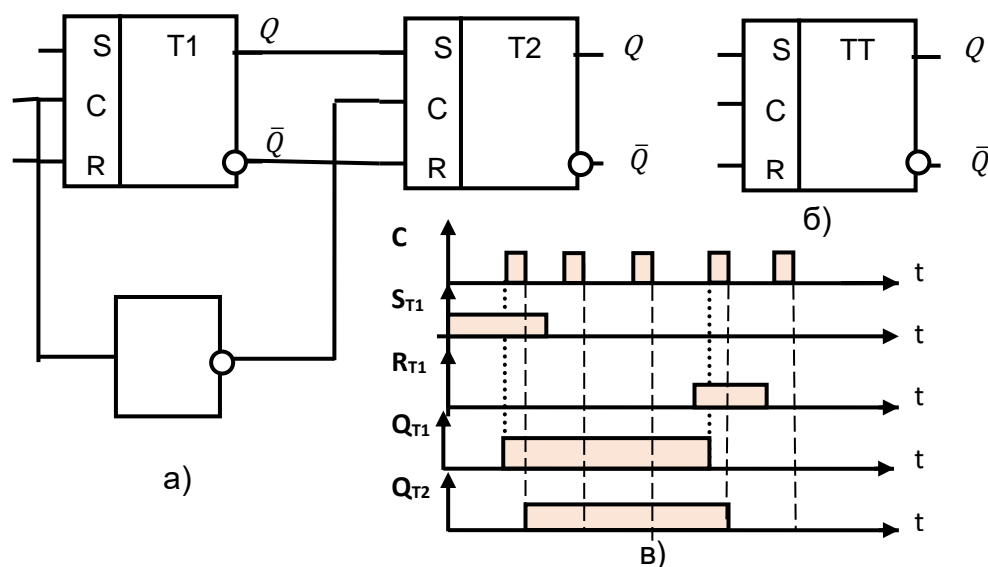 S T1 Q
C
R Q̄
S T2 Q
C
R Q̄
S TT Q
C
R Q̄
б)
а)
C t
S_T1 t
R_T1 t
Q_T1 t
Q_T2 t
в)